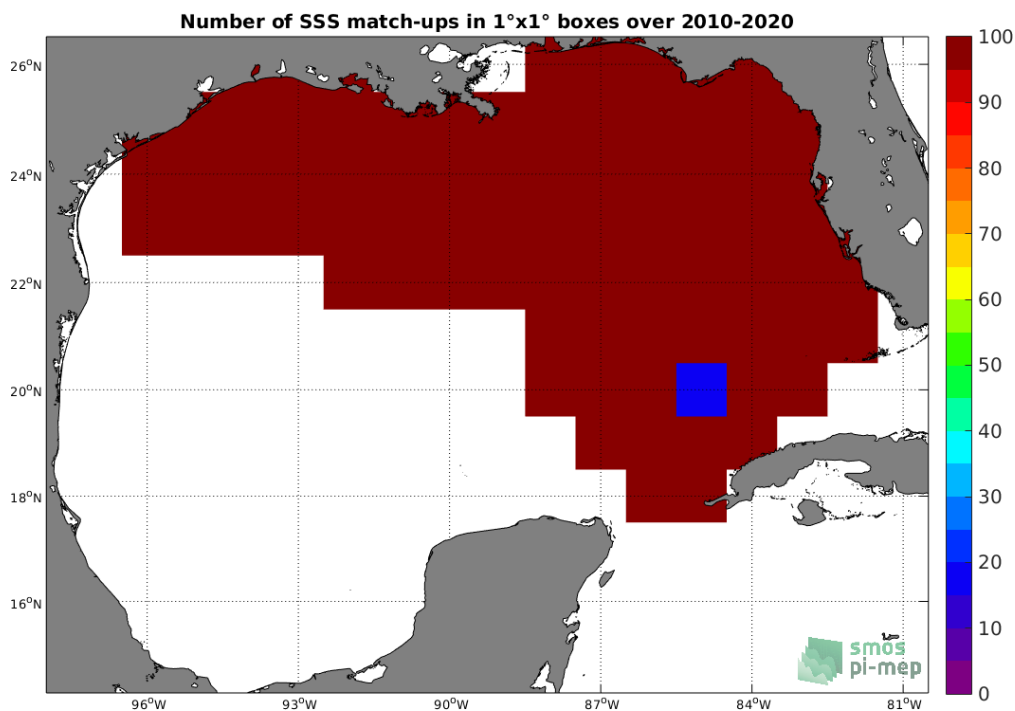 Number of SSS match-ups in 1°x1° boxes over 2010-2020
26°N
24°N
22°N
20°N
18°N
16°N
96°W
93°W
90°W
87°W
84°W
81°W
100
90
80
70
60
50
40
30
20
10
0
smos
pi-mep